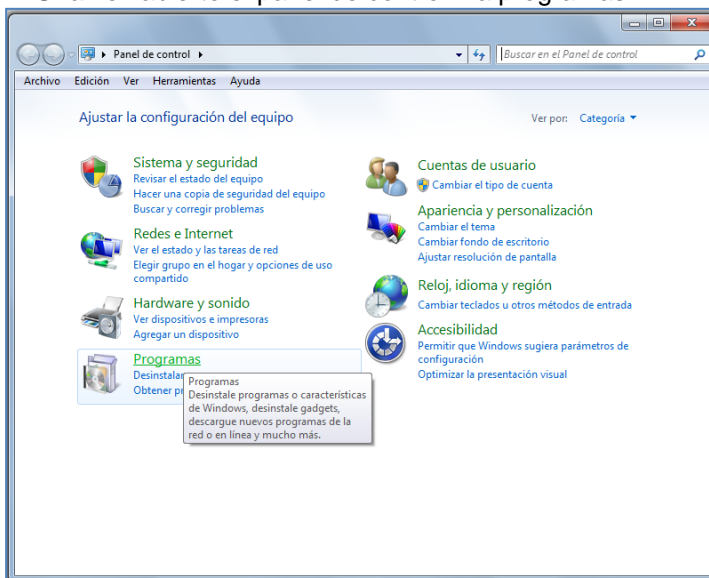 Panel de control
Buscar en el Panel de control
Archivo Edición Ver Herramientas Ayuda
Ajustar la configuración del equipo
Ver por: Categoría
Sistema y seguridad
Revisar el estado del equipo
Hacer una copia de seguridad del equipo
Buscar y corregir problemas
Redes e Internet
Ver el estado y las tareas de red
Elegir grupo en el hogar y opciones de uso
compartido
Hardware y sonido
Ver dispositivos e impresoras
Agregar un dispositivo
Programas
Desinstalar
Obtener
Programas
Desinstale programas o características
de Windows, desinstale gadgets,
descargue nuevos programas de la
red o en línea y mucho más.
Cuentas de usuario
Cambiar el tipo de cuenta
Apariencia y personalización
Cambiar el tema
Cambiar fondo de escritorio
Ajustar resolución de pantalla
Reloj, idioma y región
Cambiar teclados u otros métodos de entrada
Accesibilidad
Permitir que Windows sugiera parámetros de
configuración
Optimizar la presentación visual